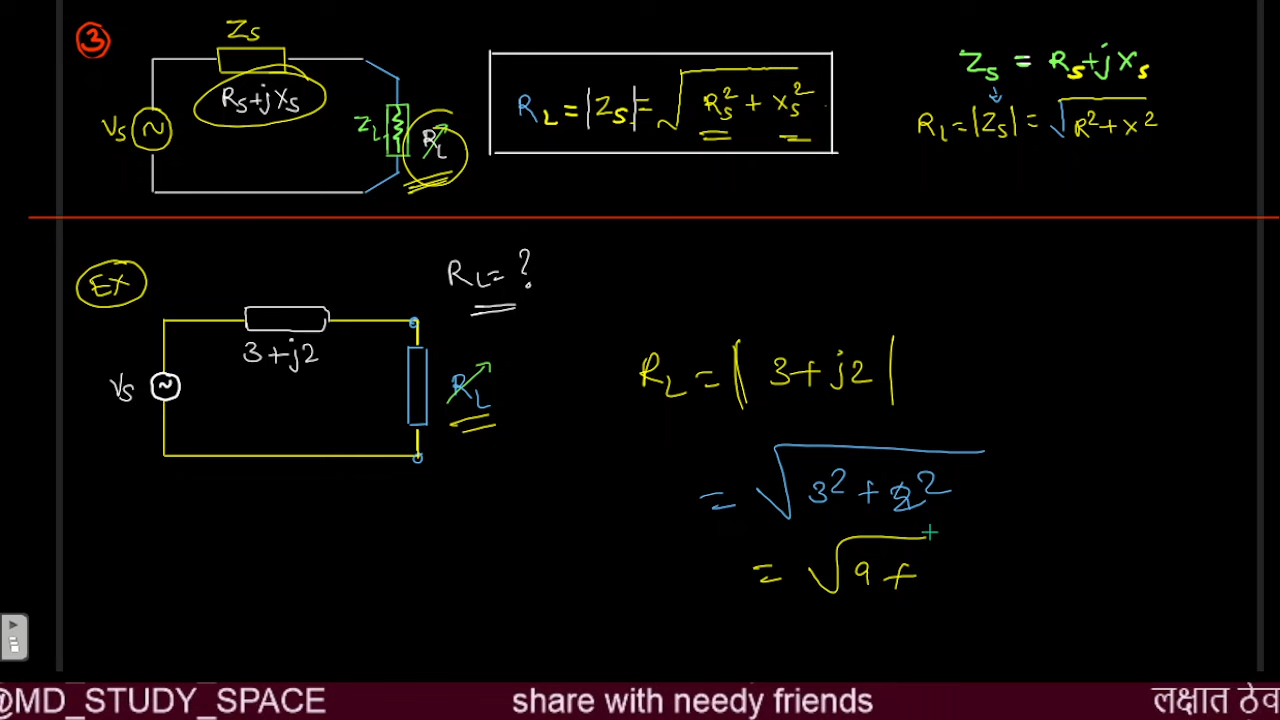 3
Zs
Rs+jXs
Vs
ZL
RL
RL = |Zs| = √Rs² + Xs²
Zs = Rs+jXs
RL = |Zs| = √R²+x²
EX
RL = ?
3+j2
Vs
RL
RL = |3+j2|
= √3² + 2²
= √9 +
@MD_STUDY_SPACE
share with needy friends
लक्षात ठेव